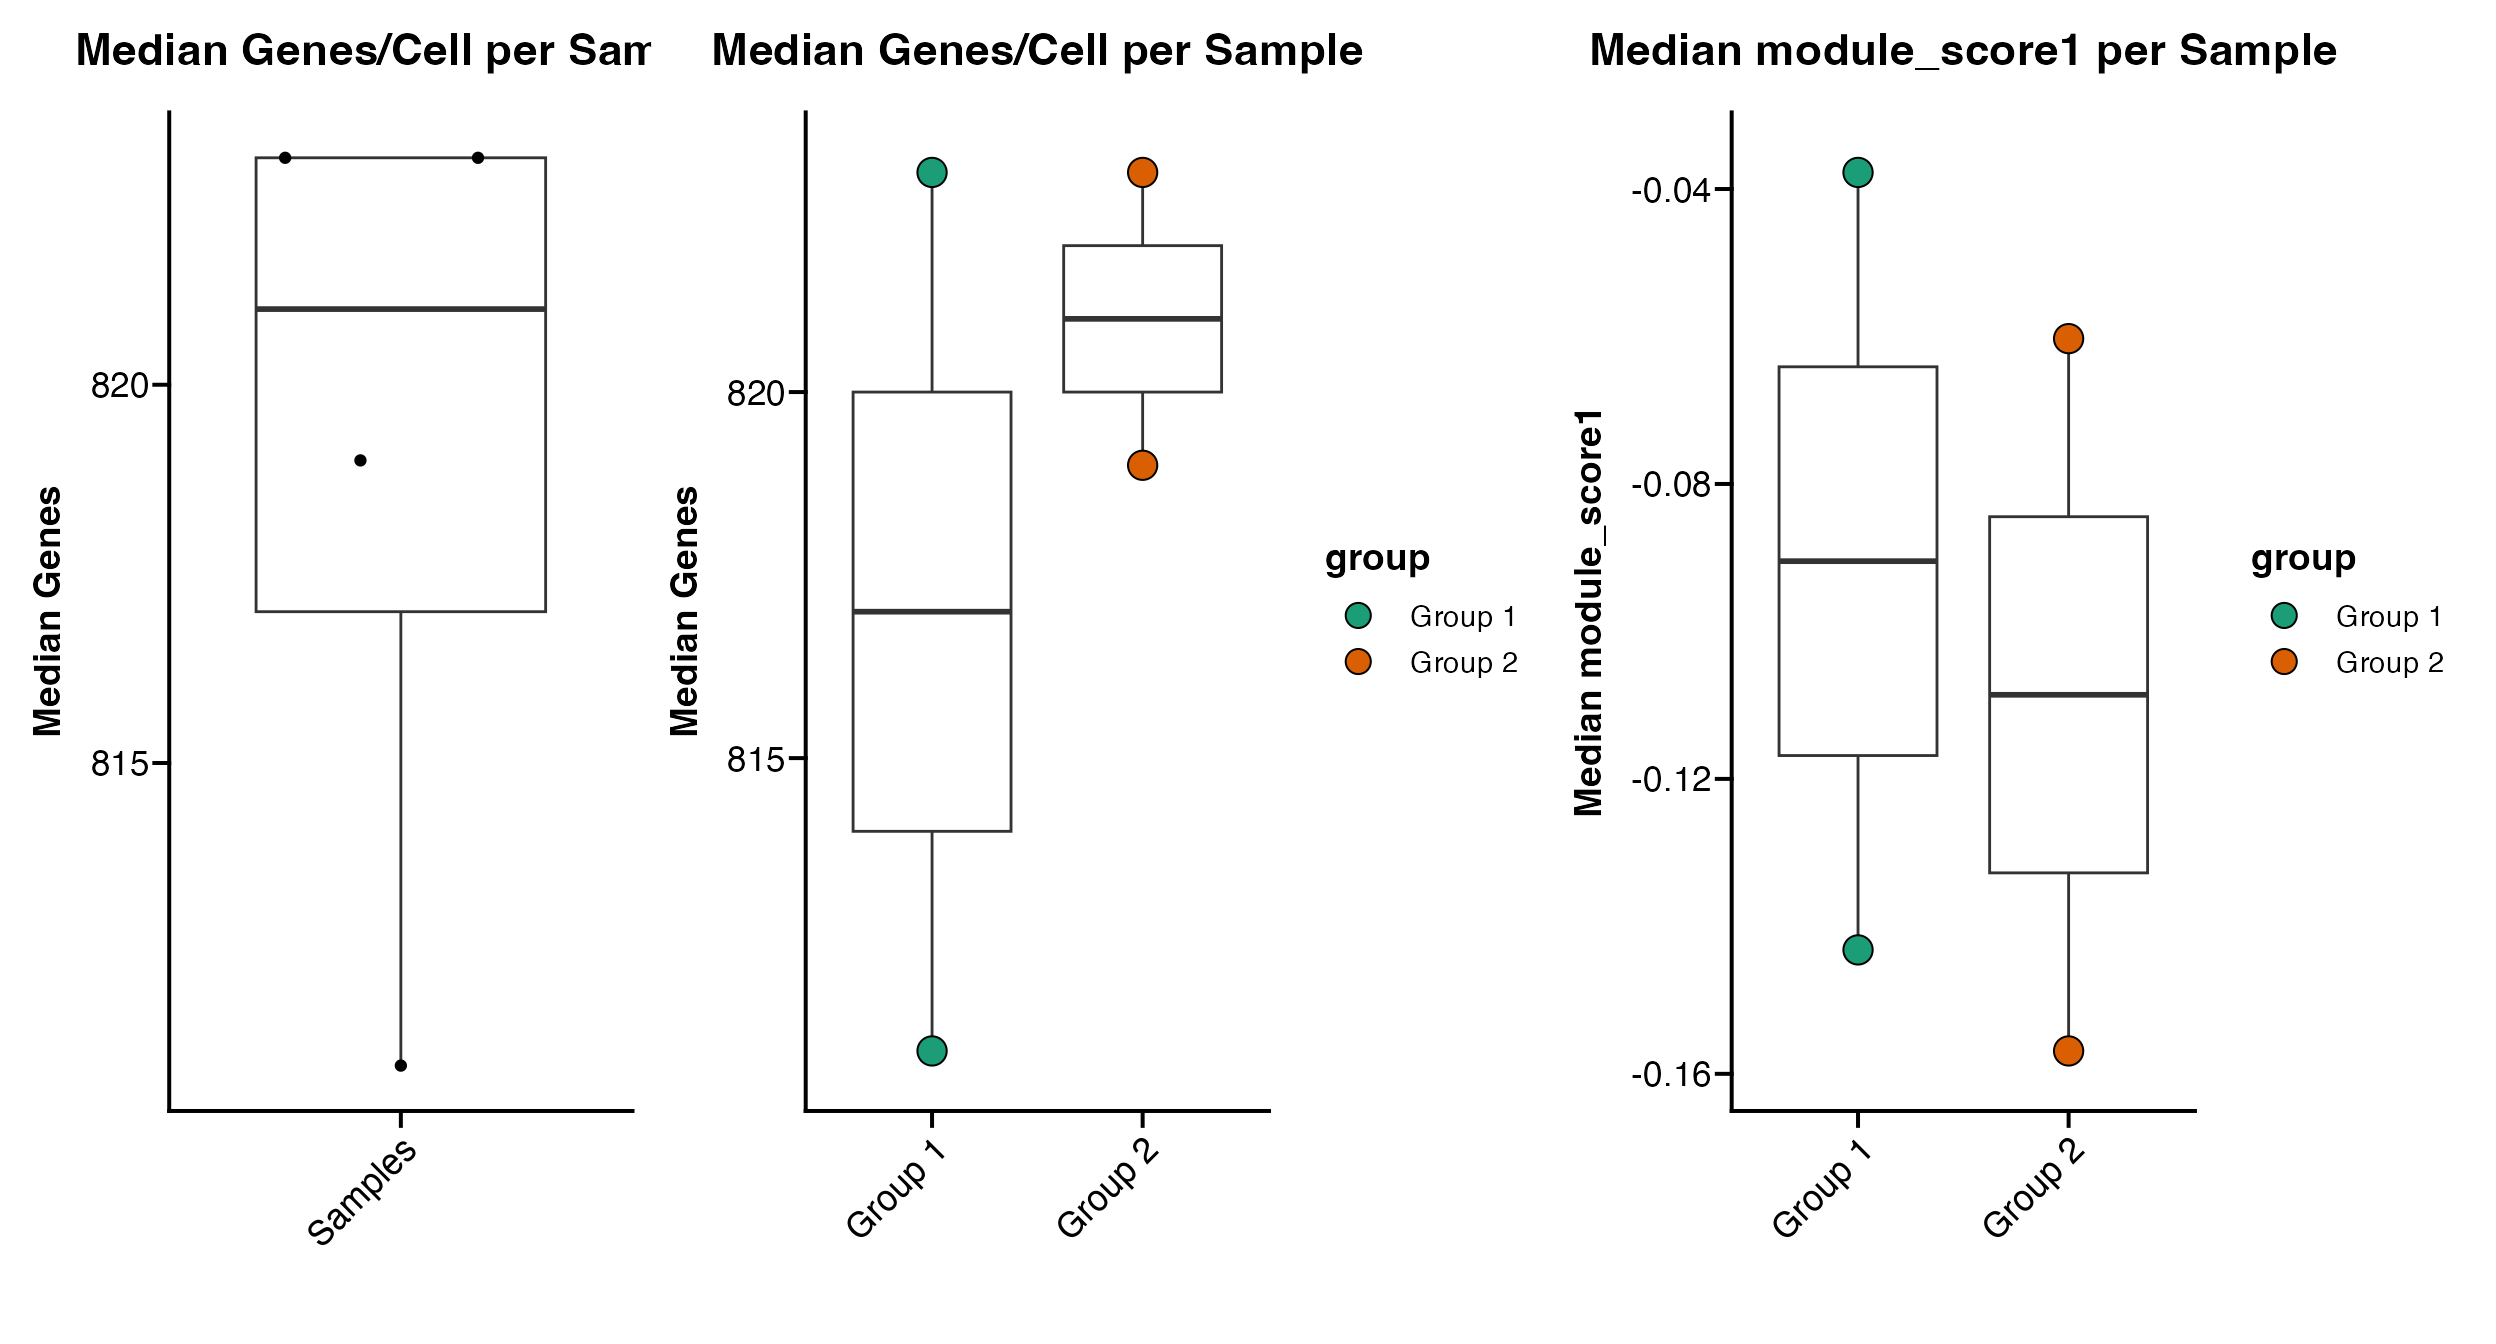 Median Genes/Cell per Sam
Median Genes
820
815
Samples
Median Genes/Cell per Sample
Median Genes
820
815
Group 1
Group 2
group
Group 1
Group 2
Median module_score1 per Sample
Median module_score1
-0.04
-0.08
-0.12
-0.16
Group 1
Group 2
group
Group 1
Group 2